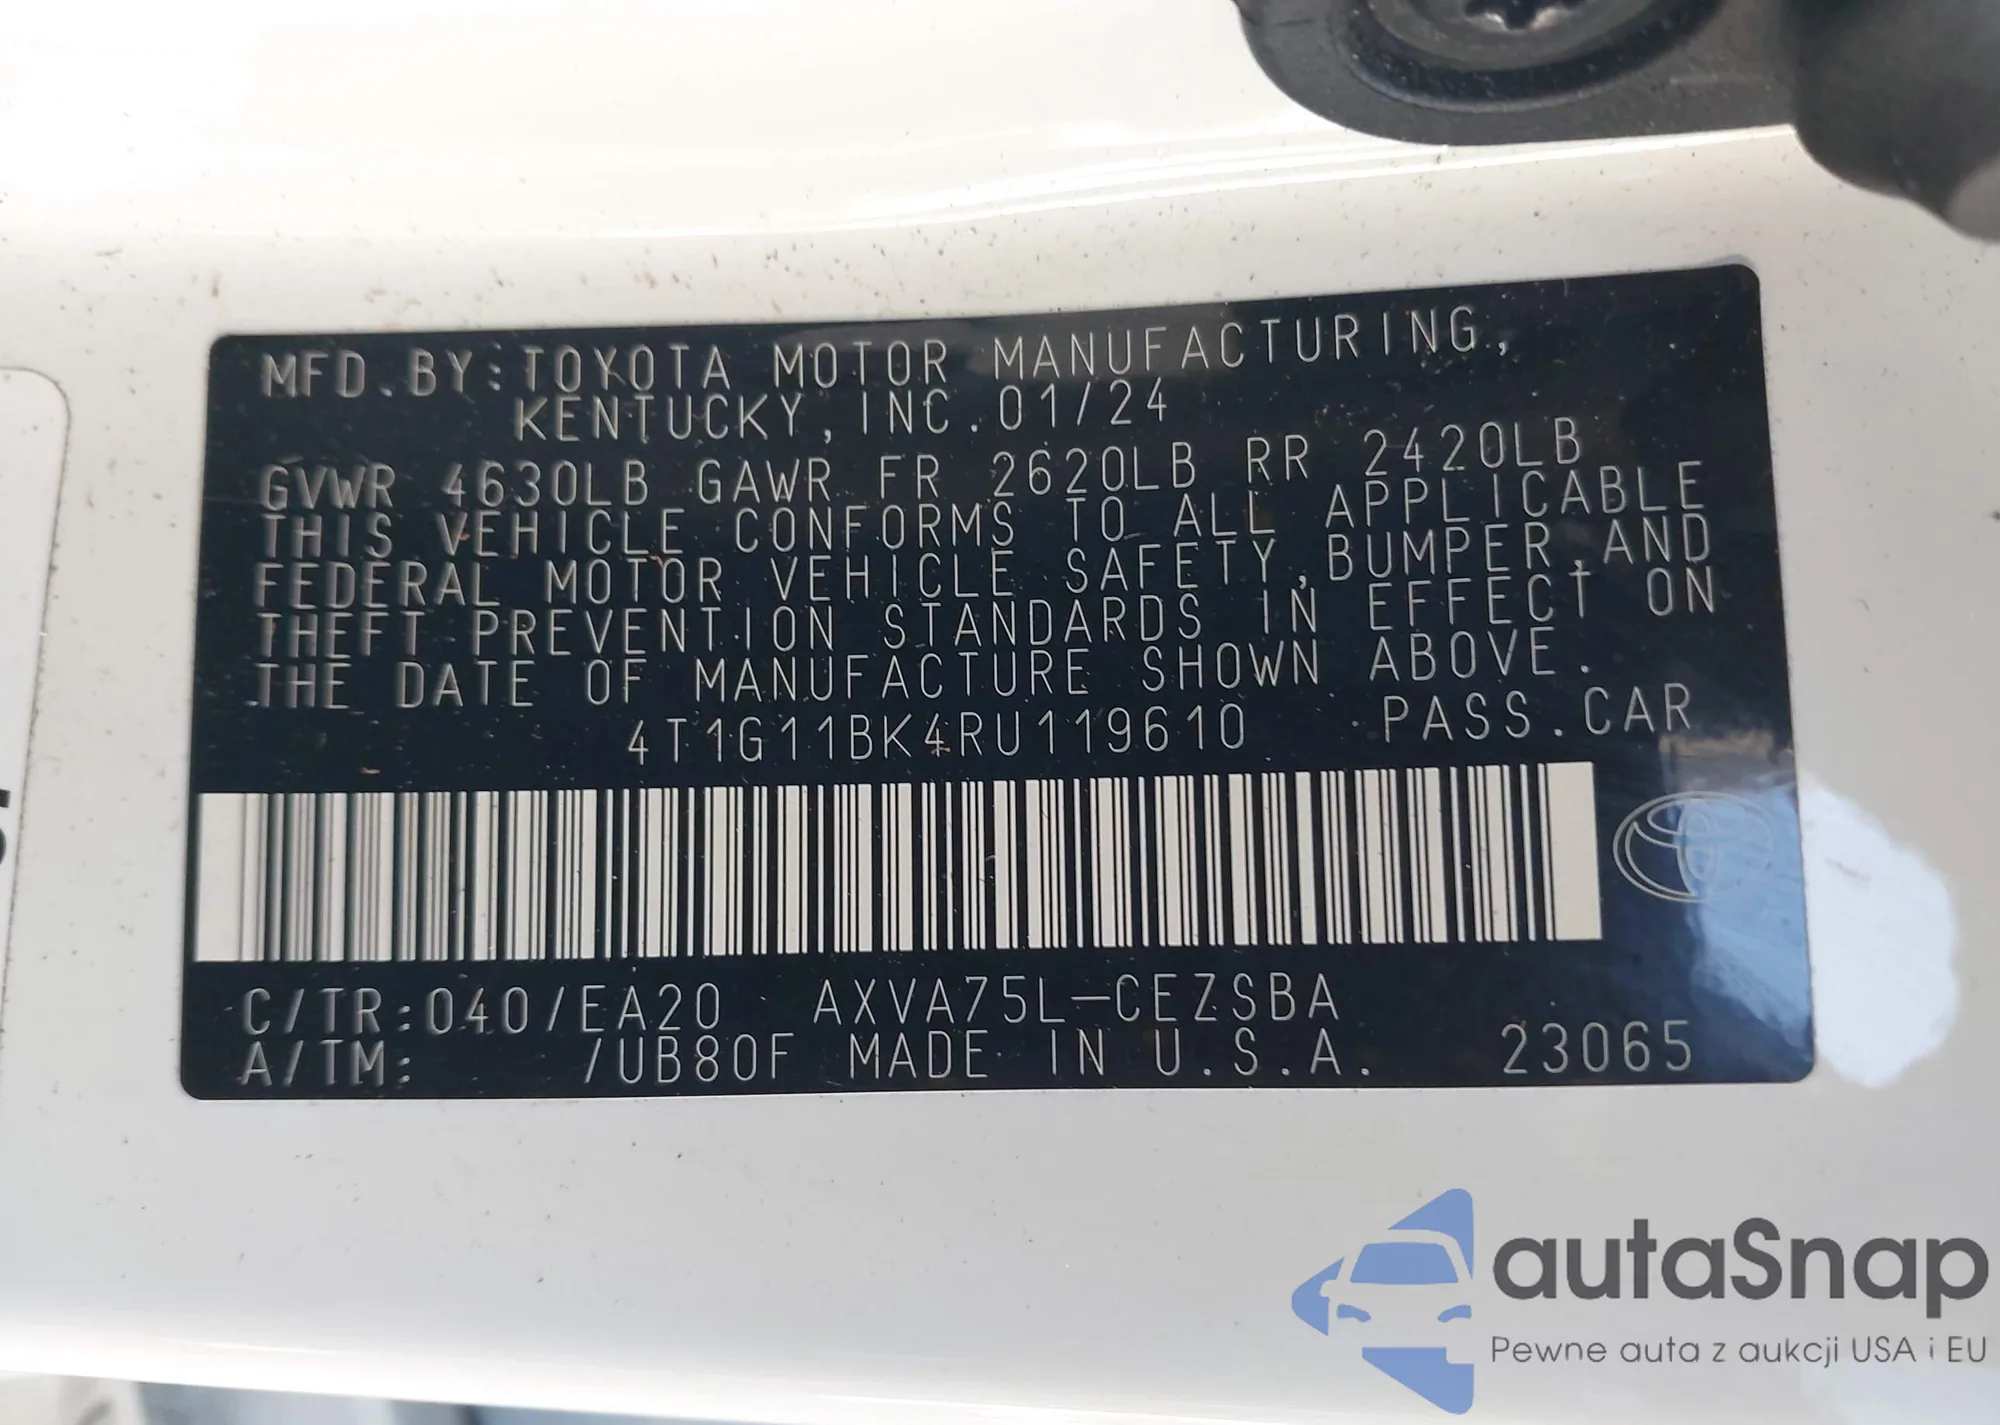 MFD.BY:TOYOTA MOTOR MANUFACTURING,
KENTUCKY,INC.01/24
GVWR 4630LB GAWR FR 2620LB RR 2420LB
THIS VEHICLE CONFORMS TO ALL APPLICABLE
FEDERAL MOTOR VEHICLE SAFETY,BUMPER,AND
THEFT PREVENTION STANDARDS IN EFFECT ON
THE DATE OF MANUFACTURE SHOWN ABOVE.
4T1G11BK4RU119610 PASS.CAR
C/TR:040/EA20 AXVA75L-CEZSBA
A/TM: /UB80F MADE IN U.S.A. 23065
autaSnap
Pewne auta z aukcji USA i EU